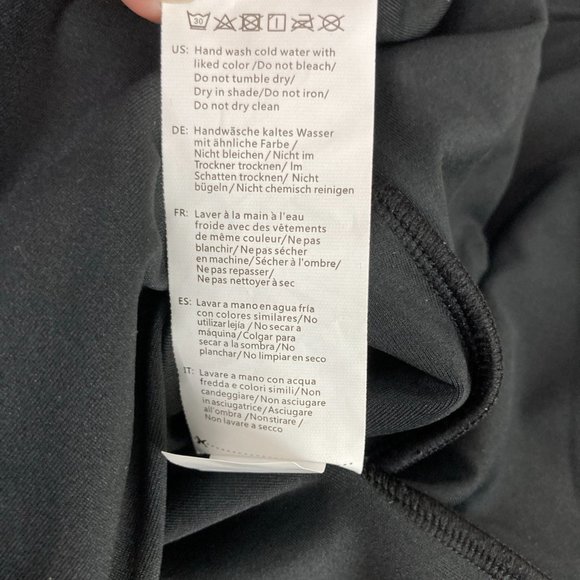 30
US: Hand wash cold water with
liked color /Do not bleach/
Do not tumble dry/
Dry in shade/Do not iron/
Do not dry clean
DE: Handwäsche kaltes Wasser
mit ähnliche Farbe/
Nicht bleichen/Nicht im
Trockner trocknen/Im
Schatten trocknen/Nicht
bügeln/Nicht chemisch reinigen
FR: Laver à la main à l'eau
froide avec des vêtements
de même couleur/Ne pas
blanchir/Ne pas sécher
en machine/Sécher à l'ombre/
Ne pas repasser/
Ne pas nettoyer à sec
ES: Lavar a mano en agua fría
con colores similares/No
utilizar lejía /No secar a
máquina/Colgar para
secar a la sombra/No
planchar/No limpiar en seco
IT: Lavare a mano con acqua
fredda e colori simili/Non
candeggiare/Non asciugare
in asciugatrice/Asciugare
all'ombra/Non stirare/
Non lavare a secco